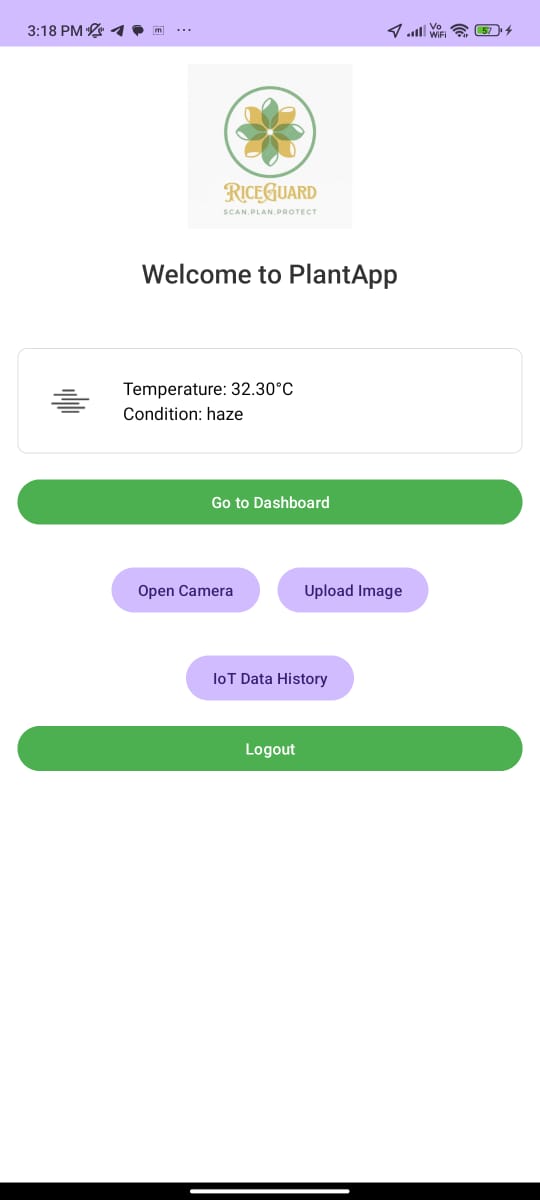 3:18 PM
Vo
WiFi
57
m
RICEGUARD
SCAN.PLAN.PROTECT
Welcome to PlantApp
Temperature: 32.30°C
Condition: haze
Go to Dashboard
Open Camera
Upload Image
IoT Data History
Logout